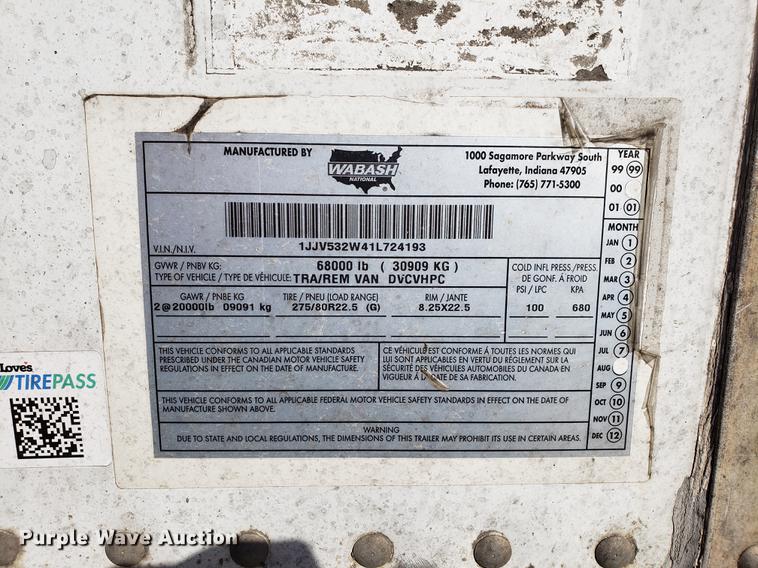 MANUFACTURED BY
WABASH
NATIONAL
1000 Sagamore Parkway South
Lafayette, Indiana 47905
Phone: (765) 771-5300
YEAR
99 99
00
01 01
MONTH
JAN 1
FEB 2
MAR 3
APR 4
MAY 5
JUN 6
JUL 7
AUG
SEP 9
OCT 10
NOV 11
DEC 12
V.I.N./N.I.V. 1JJV532W41L724193
GVWR / PNBV KG: 68000 lb ( 30909 KG )
TYPE OF VEHICLE / TYPE DE VÉHICULE: TRA/REM VAN DVCVHPC
GAWR / PNBE KG TIRE / PNEU (LOAD RANGE) RIM / JANTE
2@20000lb 09091 kg 275/80R22.5 (G) 8.25X22.5
COLD INFL PRESS./PRESS.
DE GONF. À FROID
PSI / LPC KPA
100 680
THIS VEHICLE CONFORMS TO ALL APPLICABLE STANDARDS
PRESCRIBED UNDER THE CANADIAN MOTOR VEHICLE SAFETY
REGULATIONS IN EFFECT ON THE DATE OF MANUFACTURE.
CE VÉHICULE EST CONFORME À TOUTES LES NORMES QUI
LUI SONT APPLICABLES EN VERTU DU RÉGLEMENT SUR LA
SÉCURITÉ DES VÉHICULES AUTOMOBILES DU CANADA EN
VIGUEUR À LA DATE DE SA FABRICATION.
THIS VEHICLE CONFORMS TO ALL APPLICABLE FEDERAL MOTOR VEHICLE SAFETY STANDARDS IN EFFECT ON THE DATE OF
MANUFACTURE SHOWN ABOVE.
WARNING
DUE TO STATE AND LOCAL REGULATIONS, THE DIMENSIONS OF THIS TRAILER MAY PROHIBIT ITS USE IN CERTAIN AREAS.
Love's
TIREPASS
Purple Wave Auction